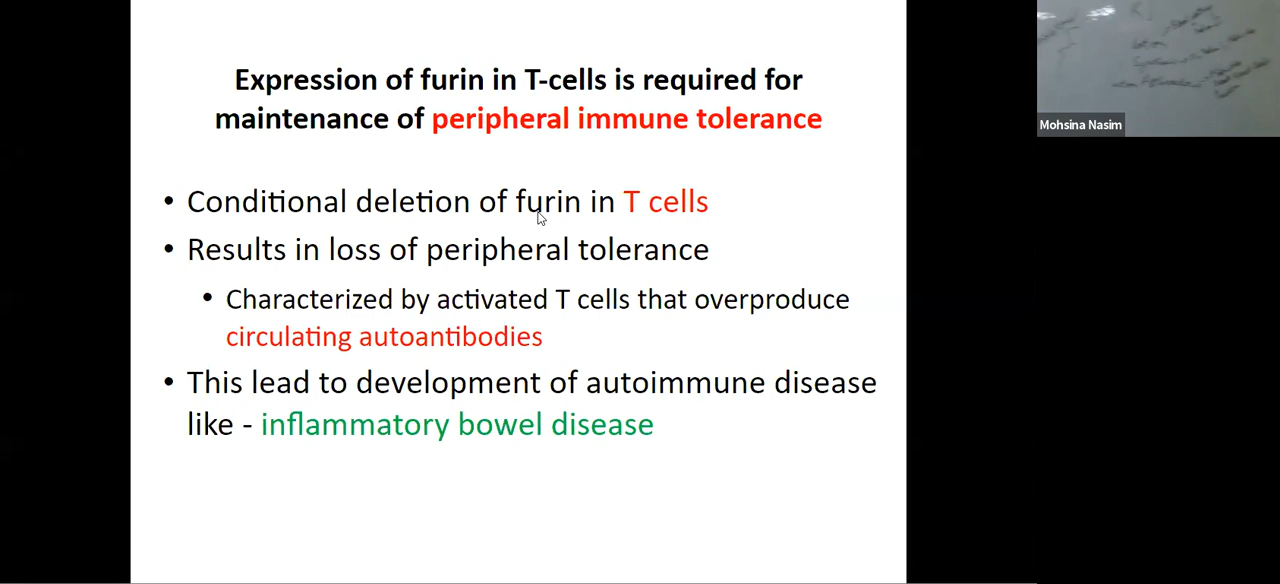 Expression of furin in T-cells is required for
maintenance of peripheral immune tolerance
• Conditional deletion of furin in T cells
• Results in loss of peripheral tolerance
• Characterized by activated T cells that overproduce
circulating autoantibodies
• This lead to development of autoimmune disease
like - inflammatory bowel disease
Mohsina Nasim